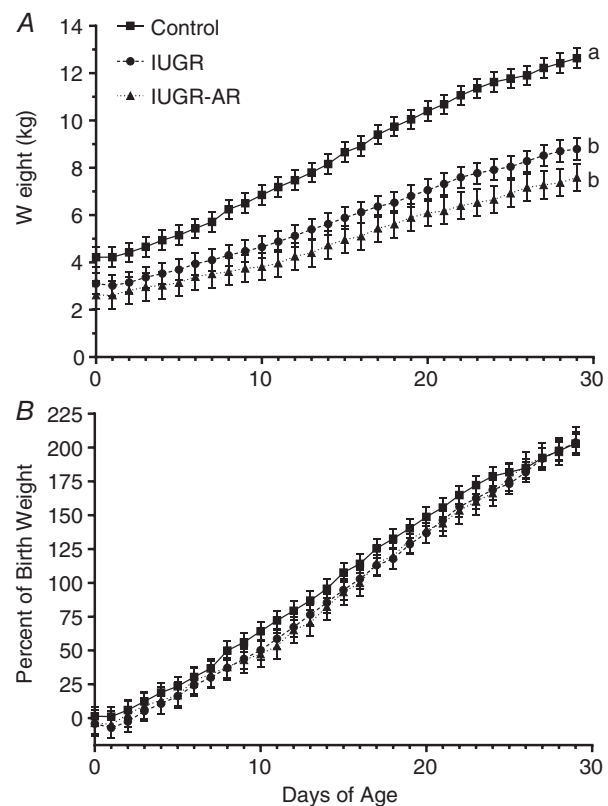 A
Control
IUGR
IUGR-AR
14
12
10
8
6
4
2
0
W eight (kg)
a
b
b
0 10 20 30
B
225
200
175
150
125
100
75
50
25
0
Percent of Birth Weight
0 10 20 30
Days of Age